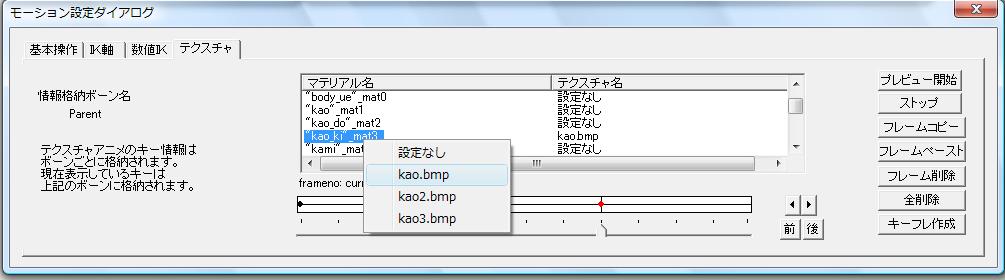 モーション設定ダイアログ
基本操作 IK軸 数値IK テクスチャ
情報格納ボーン名
Parent
テクスチャアニメのキー情報は
ボーンごとに格納されます。
現在表示しているキーは
上記のボーンに格納されます。
マテリアル名 テクスチャ名
"body_ue"_mat0 設定なし
"kao"_mat1 設定なし
"kao_do"_mat2 設定なし
"kao_ki"_mat3 kao.bmp
"kami"_mat 設定なし
設定なし
kao.bmp
kao2.bmp
kao3.bmp
frameno: curr
前 後
プレビュー開始
ストップ
フレームコピー
フレームペースト
フレーム削除
全削除
キーフレ作成